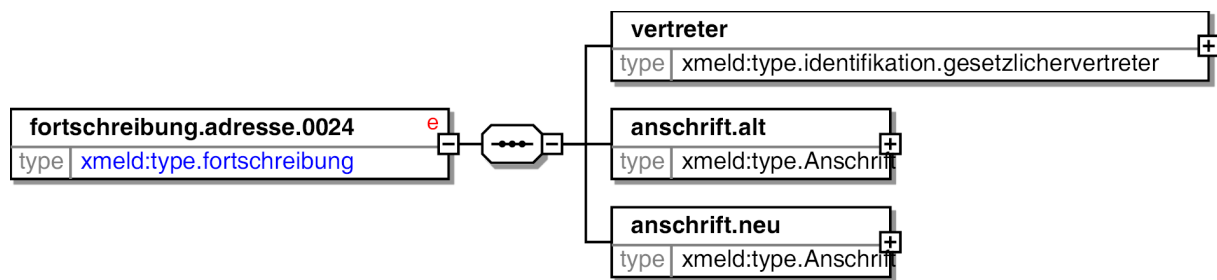 vertreter
type xmeld:type.identifikation.gesetzlichervertreter
fortschreibung.adresse.0024 e
type xmeld:type.fortschreibung
anschrift.alt
type xmeld:type.Anschrift
anschrift.neu
type xmeld:type.Anschrift